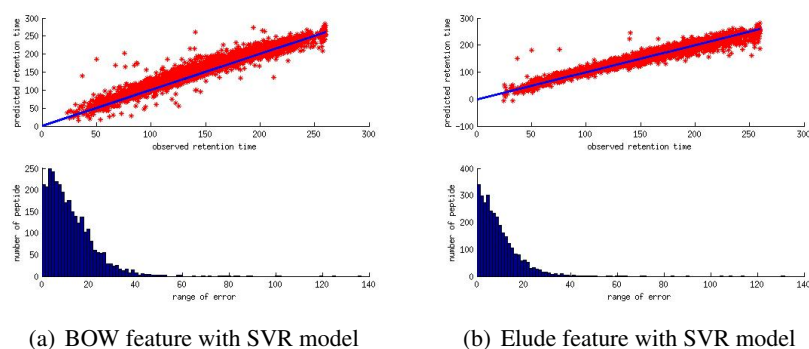 300
250
200
150
100
50
0
predicted retention time
0 50 100 150 200 250 300
observed retention time
250
200
150
100
50
0
number of peptide
0 20 40 60 80 100 120 140
range of error
(a) BOW feature with SVR model
300
200
100
0
-100
predicted retention time
0 50 100 150 200 250 300
observed retention time
400
300
200
100
0
number of peptide
0 20 40 60 80 100 120 140
range of error
(b) Elude feature with SVR model